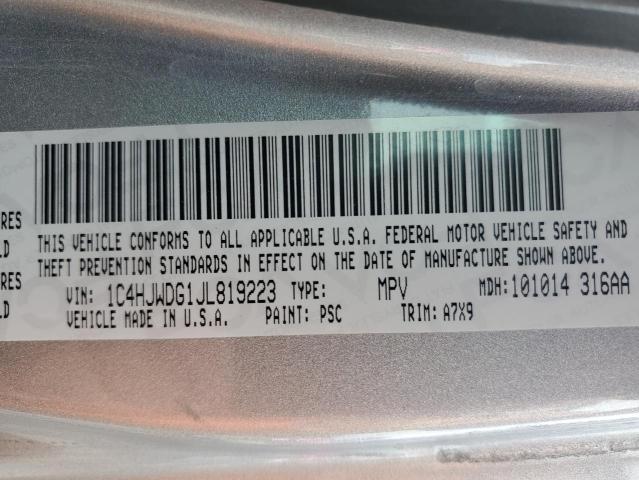 THIS VEHICLE CONFORMS TO ALL APPLICABLE U.S.A. FEDERAL MOTOR VEHICLE SAFETY AND
THEFT PREVENTION STANDARDS IN EFFECT ON THE DATE OF MANUFACTURE SHOWN ABOVE.
VIN: 1C4HJWDG1JL819223 TYPE: MPV MDH:101014 316AA
VEHICLE MADE IN U.S.A. PAINT: PSC TRIM: A7X9